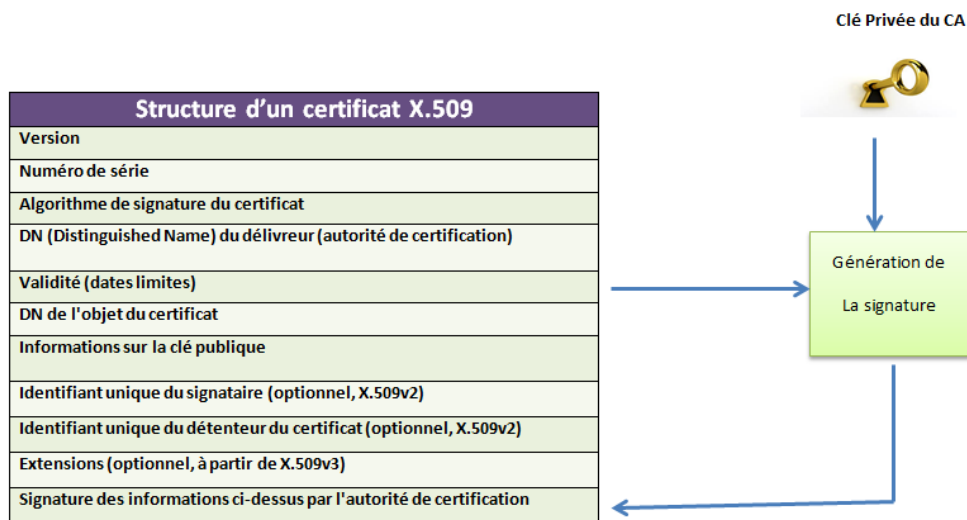 Clé Privée du CA
Structure d'un certificat X.509
Version
Numéro de série
Algorithme de signature du certificat
DN (Distinguished Name) du délivreur (autorité de certification)
Validité (dates limites)
DN de l'objet du certificat
Informations sur la clé publique
Identifiant unique du signataire (optionnel, X.509v2)
Identifiant unique du détenteur du certificat (optionnel, X.509v2)
Extensions (optionnel, à partir de X.509v3)
Signature des informations ci-dessus par l'autorité de certification
Génération de
La signature